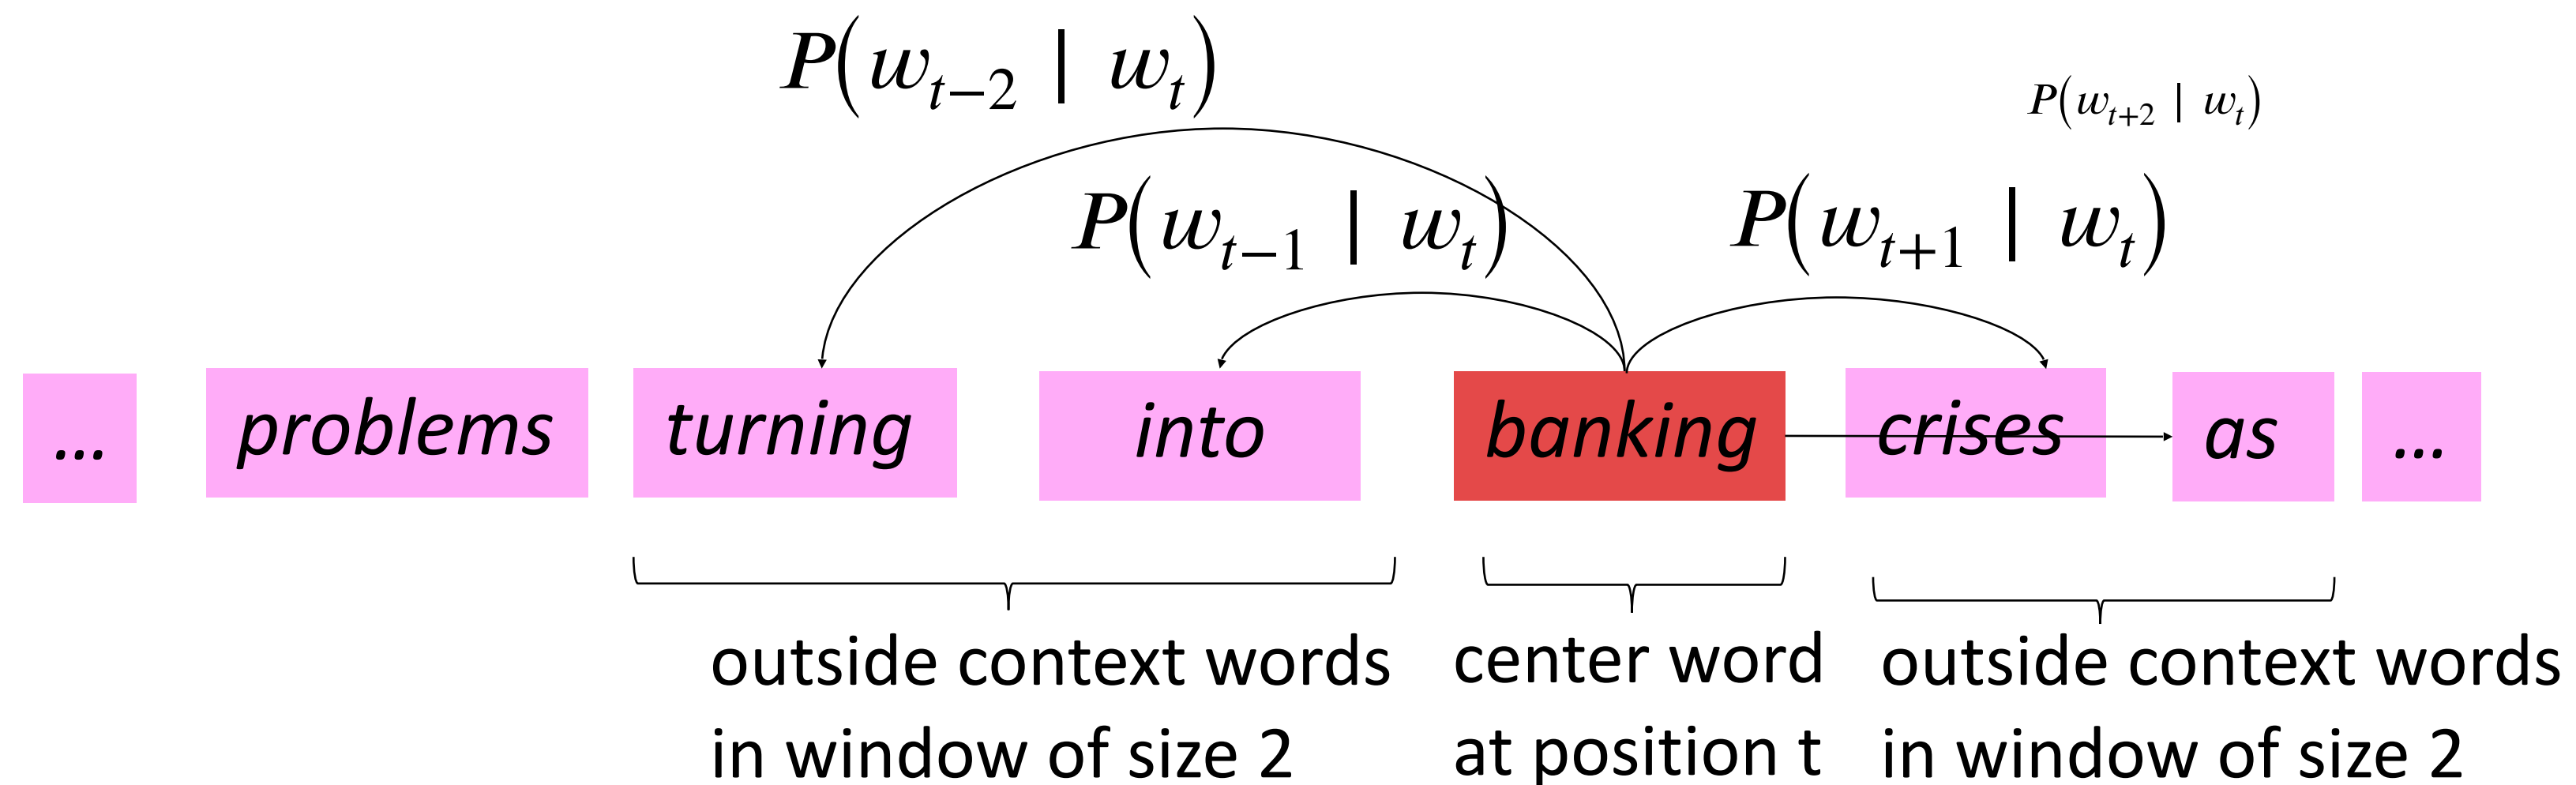 P(w_{t−2} | w_t)
P(w_{t+2} | w_t)
P(w_{t−1} | w_t)
P(w_{t+1} | w_t)
... problems turning into banking crises as ...
outside context words
in window of size 2
center word
at position t
outside context words
in window of size 2